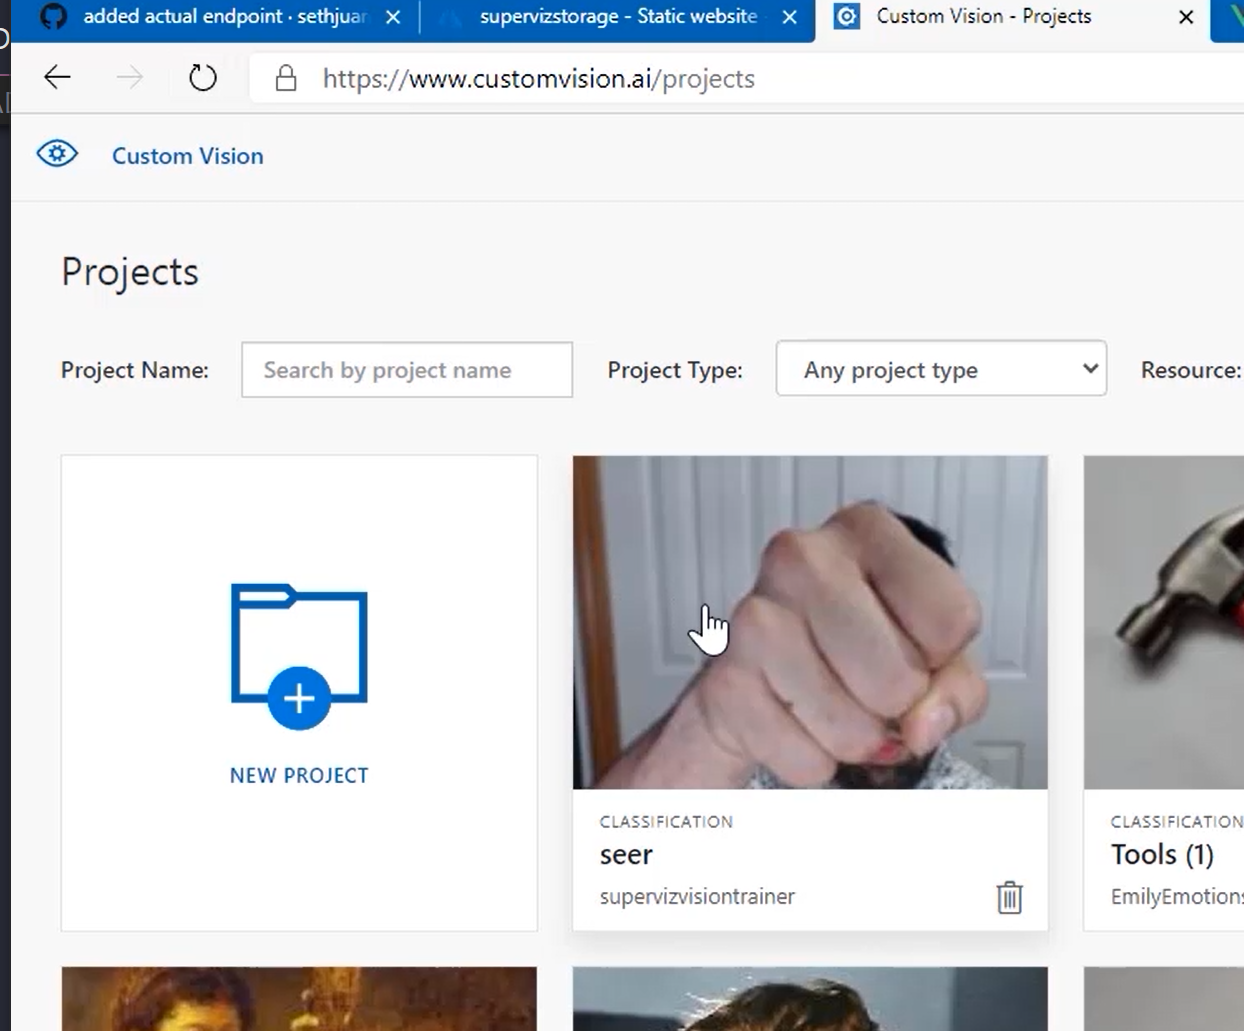 added actual endpoint · sethjuar
supervizstorage - Static website
Custom Vision - Projects
https://www.customvision.ai/projects
Custom Vision
Projects
Project Name:
Search by project name
Project Type:
Any project type
Resource:
NEW PROJECT
CLASSIFICATION
seer
supervizvisiontrainer
CLASSIFICATION
Tools (1)
EmilyEmotions